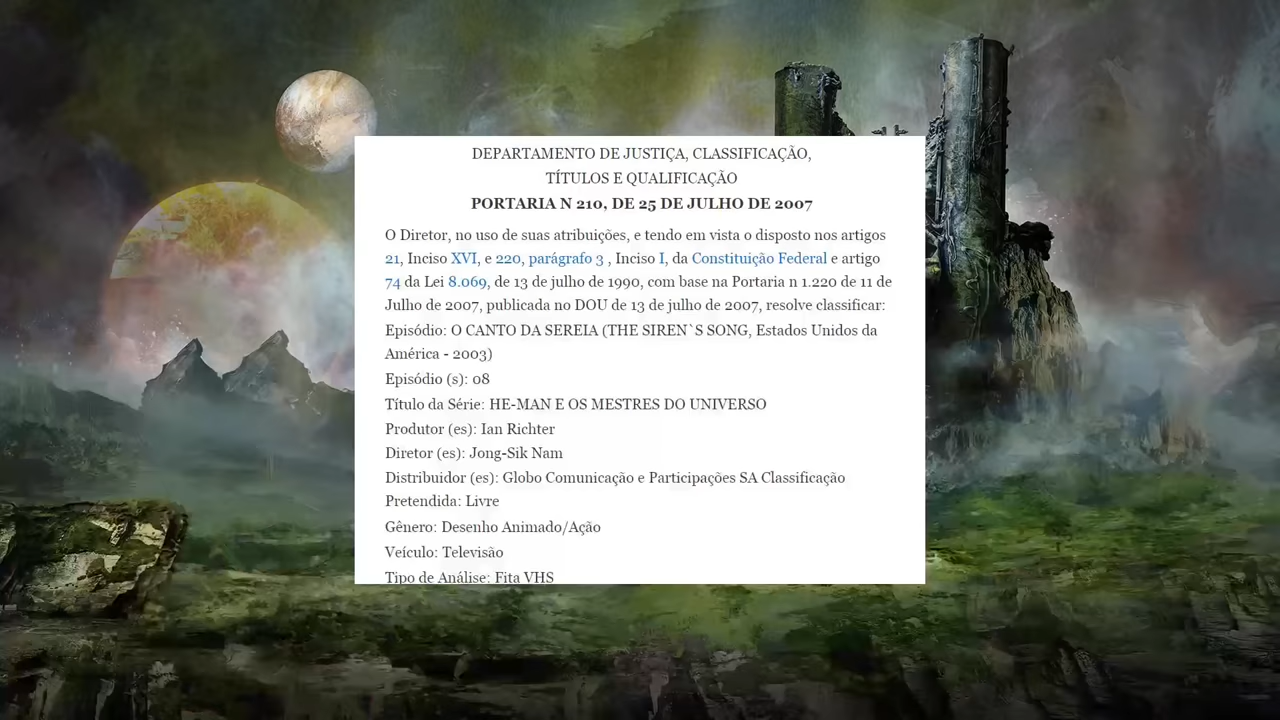 DEPARTAMENTO DE JUSTIÇA, CLASSIFICAÇÃO,
TÍTULOS E QUALIFICAÇÃO
PORTARIA N 210, DE 25 DE JULHO DE 2007
O Diretor, no uso de suas atribuições, e tendo em vista o disposto nos artigos
21, Inciso XVI, e 220, parágrafo 3 , Inciso I, da Constituição Federal e artigo
74 da Lei 8.069, de 13 de julho de 1990, com base na Portaria n 1.220 de 11 de
Julho de 2007, publicada no DOU de 13 de julho de 2007, resolve classificar:
Episódio: O CANTO DA SEREIA (THE SIREN`S SONG, Estados Unidos da
América - 2003)
Episódio (s): 08
Título da Série: HE-MAN E OS MESTRES DO UNIVERSO
Produtor (es): Ian Richter
Diretor (es): Jong-Sik Nam
Distribuidor (es): Globo Comunicação e Participações SA Classificação
Pretendida: Livre
Gênero: Desenho Animado/Ação
Veículo: Televisão
Tipo de Análise: Fita VHS